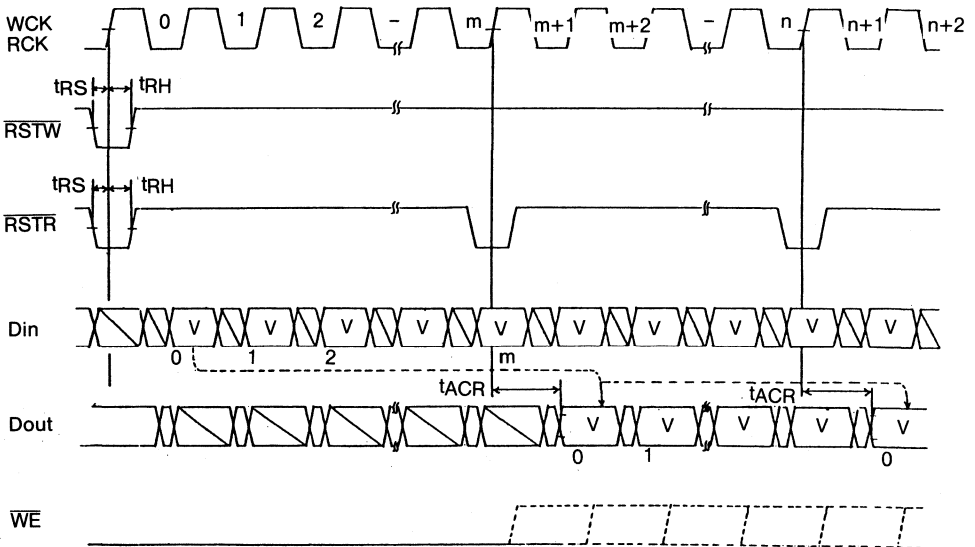 WCK 0 1 2 – m m+1 m+2 – n n+1 n+2
RCK
tRS tRH
RSTW
tRS tRH
RSTR
Din V V V V V V V V V V
0 1 2 m
tACR tACR
Dout V V V V V
0 1 0
WE